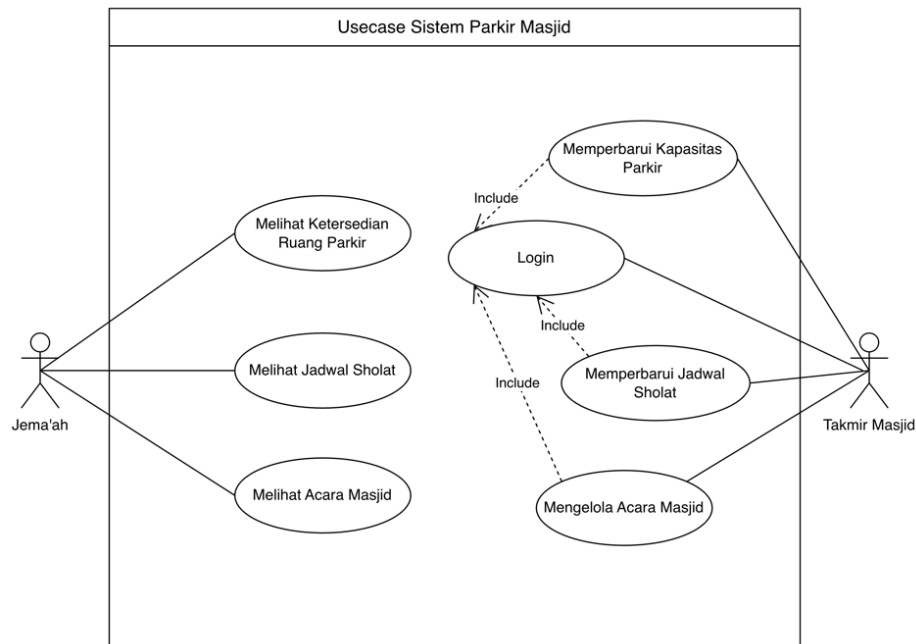 Usecase Sistem Parkir Masjid
Memperbarui Kapasitas
Parkir
Include
Melihat Ketersedian
Ruang Parkir
Login
Include
Melihat Jadwal Sholat
Memperbarui Jadwal
Sholat
Include
Jema'ah
Takmir Masjid
Melihat Acara Masjid
Mengelola Acara Masjid